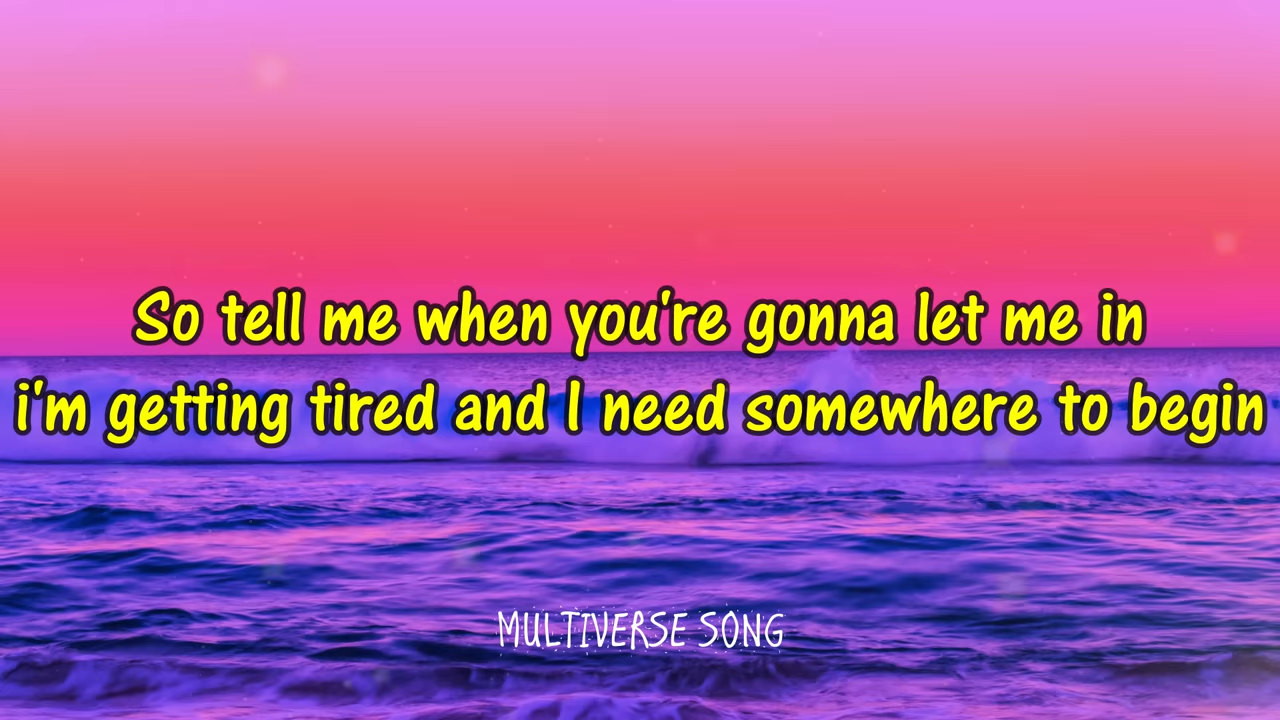 So tell me when you're gonna let me in
i'm getting tired and I need somewhere to begin
MULTIVERSE SONG